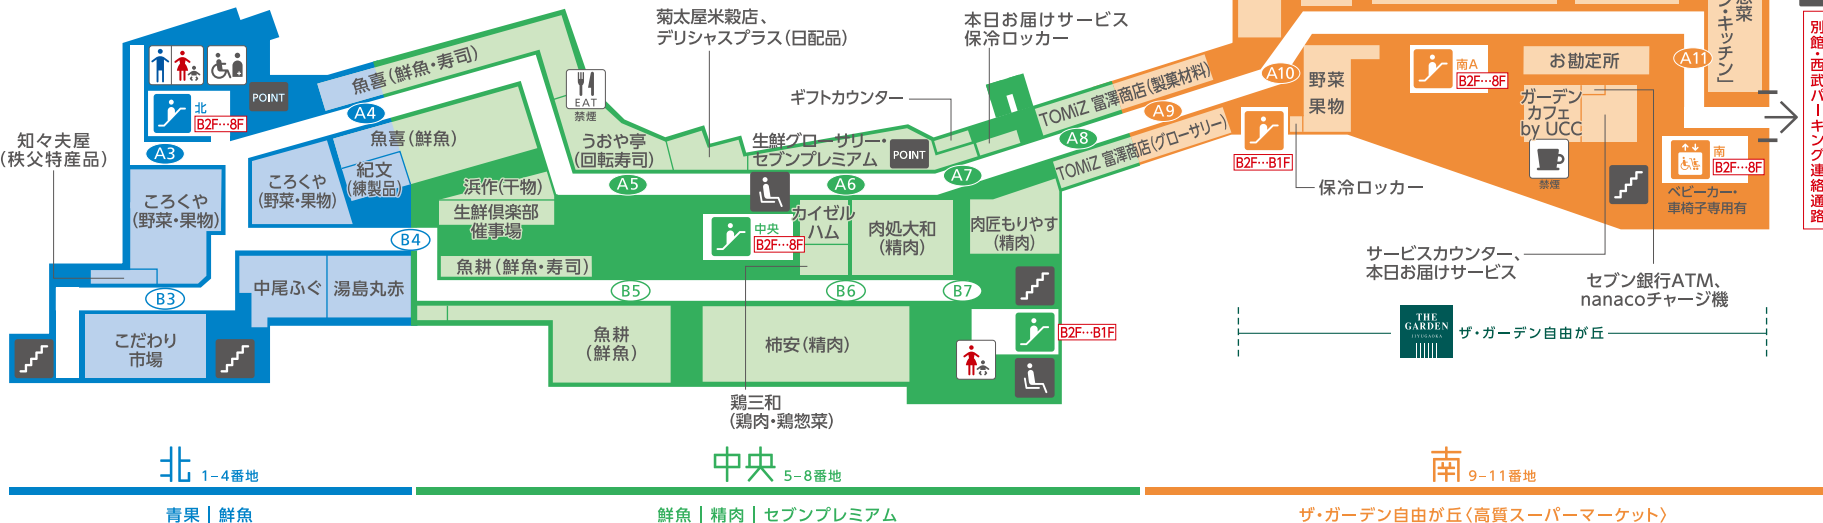 菊太屋米穀店、
デリシャスプラス(日配品)
本日お届けサービス
保冷ロッカー
惣菜
ン・キッチン」
別館・西武パーキング連絡通路
魚喜(鮮魚・寿司)
POINT
北
B2F…8F
A4
EAT
禁煙
ギフトカウンター
TOMIZ 富澤商店(製菓材料)
A10
野菜
果物
南A
B2F…8F
お勘定所
A11
知々夫屋
(秩父特産品)
A3
魚喜(鮮魚)
うおや亭
(回転寿司)
生鮮グローサリー・
セブンプレミアム
POINT
A8
A9
TOMIZ 富澤商店(グローサリー)
B2F…B1F
ガーデン
カフェ
by UCC
禁煙
南
B2F…8F
ベビーカー・
車椅子専用有
ころくや
(野菜・果物)
ころくや
(野菜・果物)
紀文
(練製品)
浜作(干物)
A5
A6
A7
保冷ロッカー
生鮮倶楽部
催事場
中央
B2F…8F
カイゼル
ハム
肉処大和
(精肉)
肉匠もりやす
(精肉)
B4
魚耕(鮮魚・寿司)
サービスカウンター、
本日お届けサービス
セブン銀行ATM、
nanacoチャージ機
中尾ふぐ
湯島丸赤
B3
B5
B6
B7
こだわり
市場
魚耕
(鮮魚)
柿安(精肉)
B2F…B1F
THE
GARDEN
JIYUGAOKA
ザ・ガーデン自由が丘
鶏三和
(鶏肉・鶏惣菜)
北 1-4番地
中央 5-8番地
南 9-11番地
青果 | 鮮魚
鮮魚 | 精肉 | セブンプレミアム
ザ・ガーデン自由が丘〈高質スーパーマーケット〉